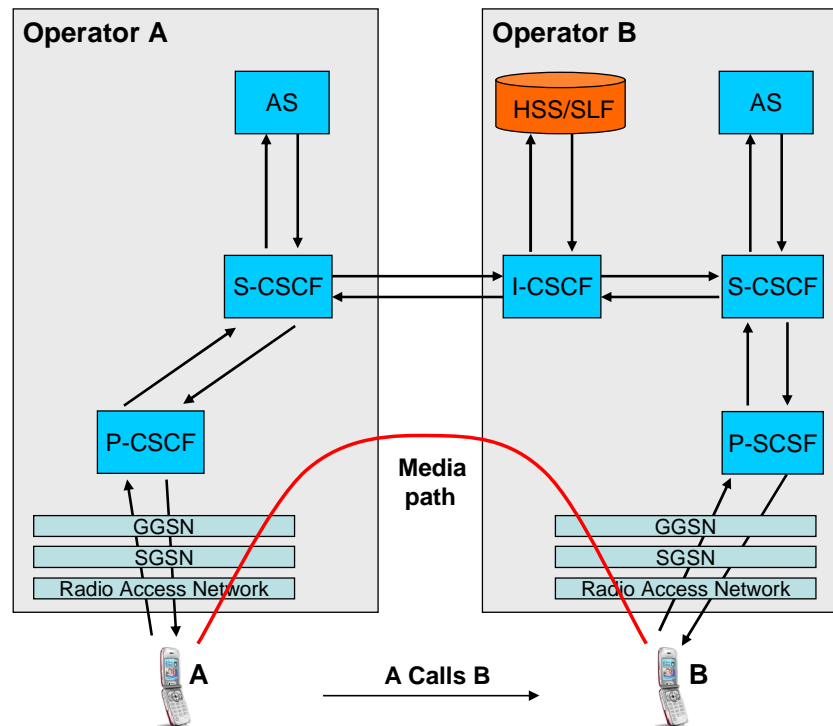 Operator A
Operator B
AS
HSS/SLF
AS
S-CSCF
I-CSCF
S-CSCF
P-CSCF
P-SCSF
Media
path
GGSN
GGSN
SGSN
SGSN
Radio Access Network
Radio Access Network
A
A Calls B
B